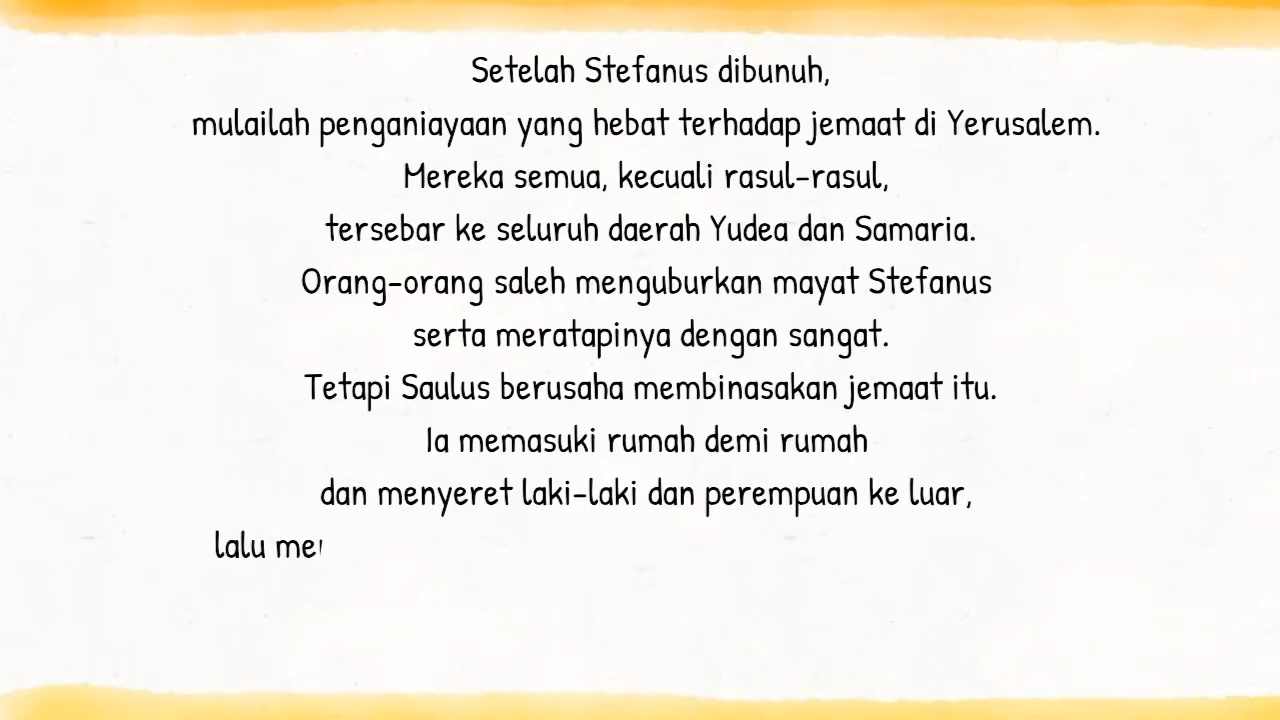 Setelah Stefanus dibunuh,
mulailah penganiayaan yang hebat terhadap jemaat di Yerusalem.
Mereka semua, kecuali rasul-rasul,
tersebar ke seluruh daerah Yudea dan Samaria.
Orang-orang saleh menguburkan mayat Stefanus
serta meratapinya dengan sangat.
Tetapi Saulus berusaha membinasakan jemaat itu.
Ia memasuki rumah demi rumah
dan menyeret laki-laki dan perempuan ke luar,
lalu